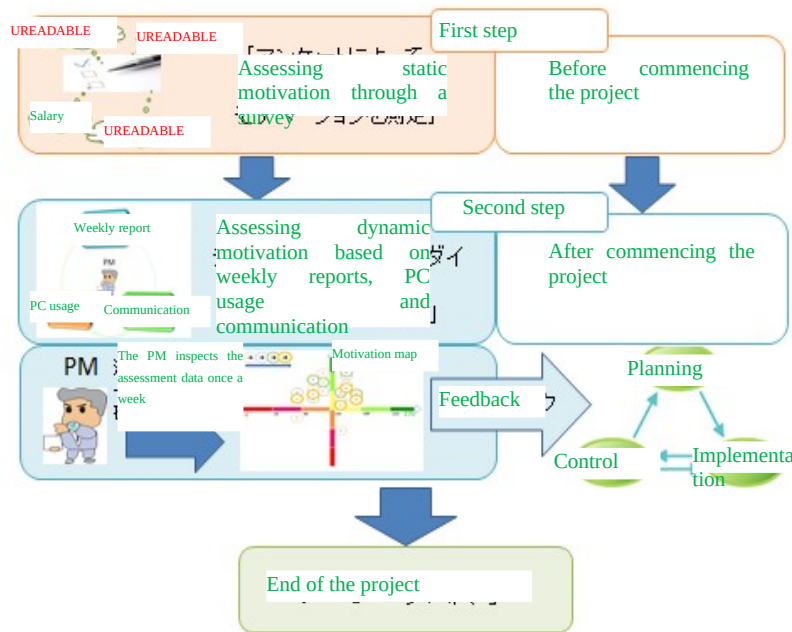 UREADABLE
UREADABLE
Salary
UREADABLE
Assessing static
motivation through a
survey
First step
Before commencing
the project
Weekly report
PM
PC usage
Communication
Assessing dynamic
motivation based on
weekly reports, PC
usage and
communication
Second step
After commencing the
project
PM
The PM inspects the
assessment data once a
week
Motivation map
Feedback
Planning
Control
Implementa
tion
End of the project